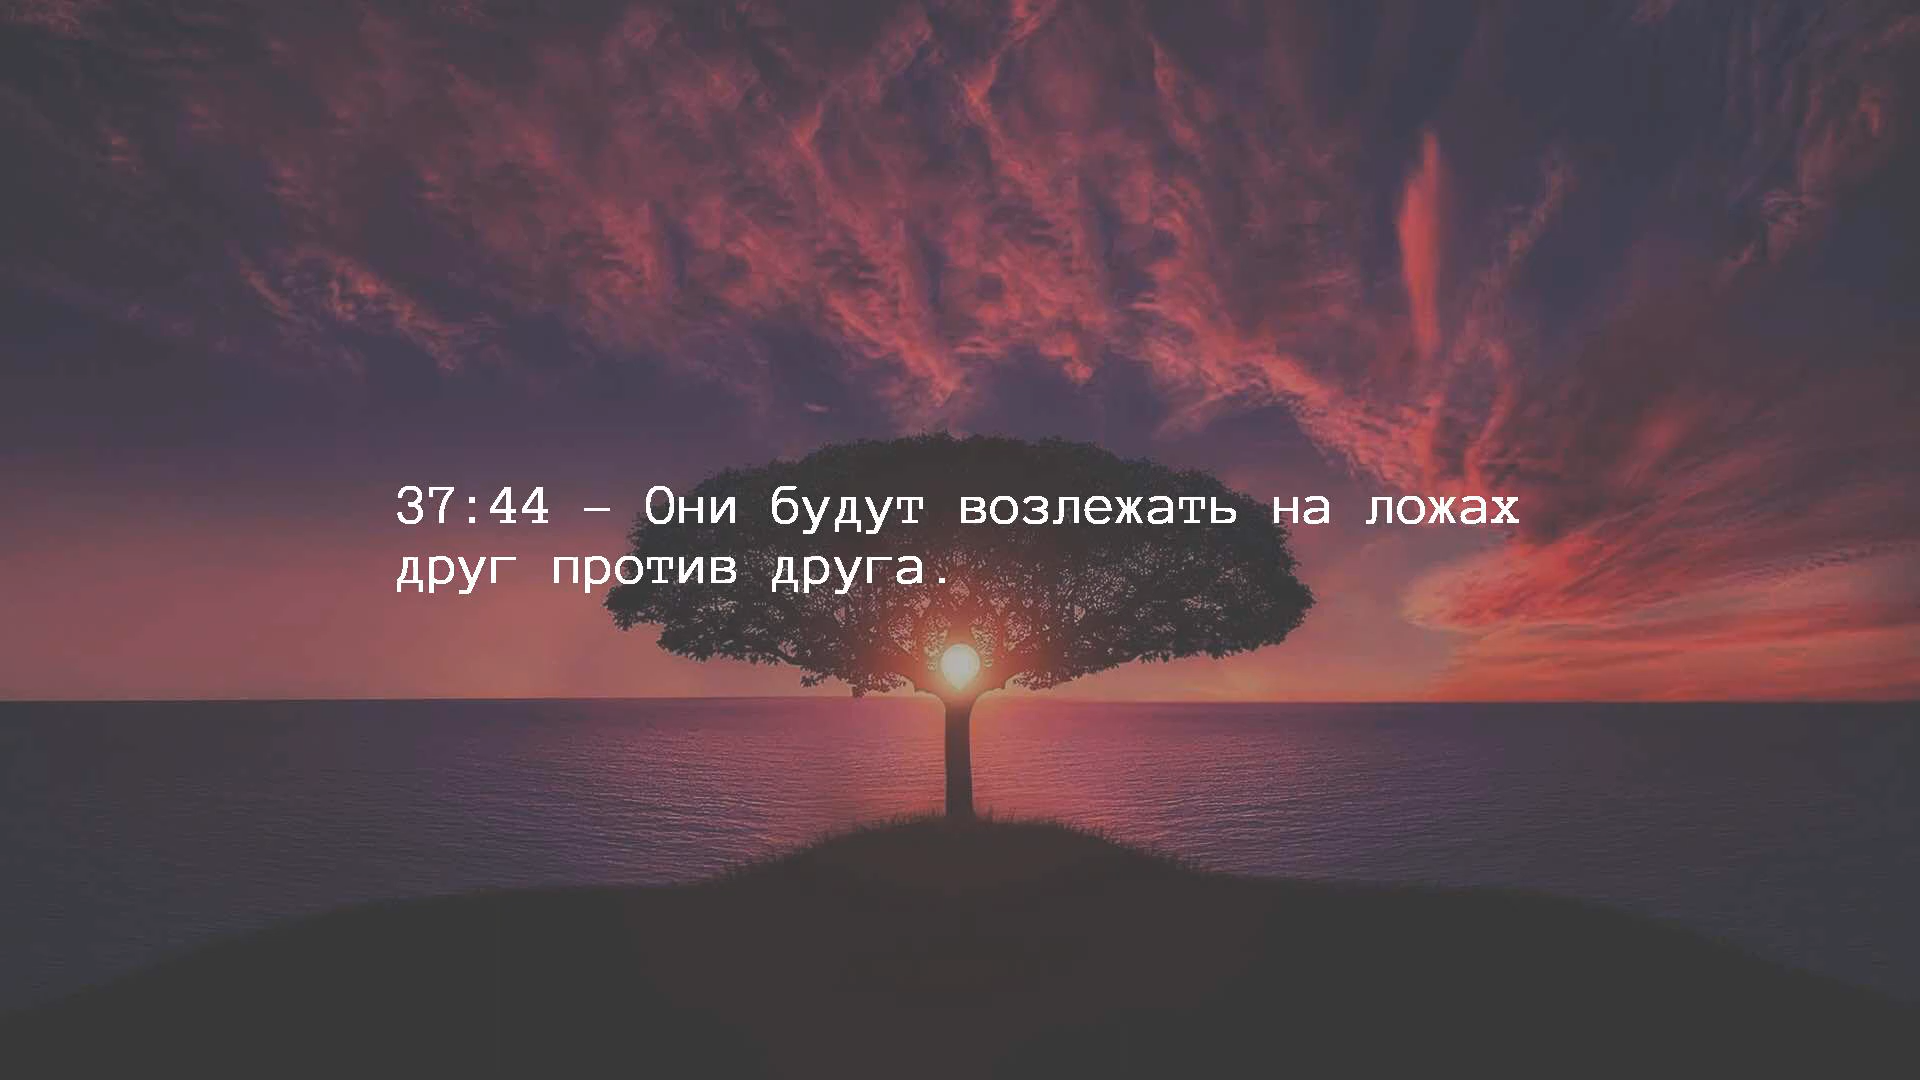 37:44 – Они будут возлежать на ложах
друг против друга.